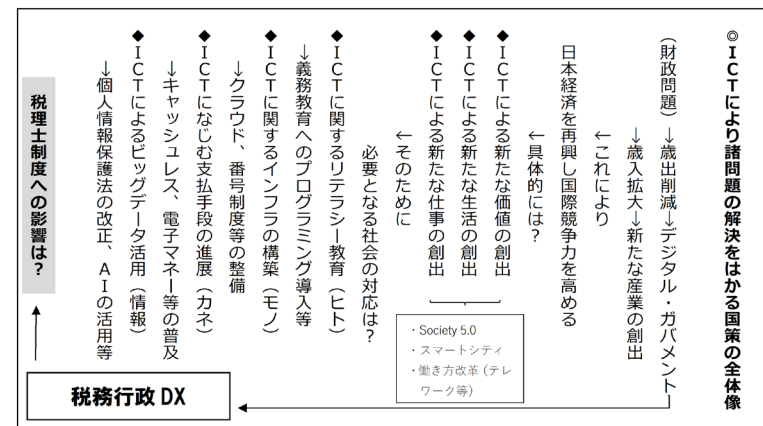 ◎ＩＣＴにより諸問題の解決をはかる国策の全体像
（財政問題）→歳出削減→デジタル・ガバメント
→歳入拡大→新たな産業の創出
←これにより
日本経済を再興し国際競争力を高める
←具体的には？
◆ＩＣＴによる新たな価値の創出
◆ＩＣＴによる新たな生活の創出
◆ＩＣＴによる新たな仕事の創出
・Society 5.0
・スマートシティ
・働き方改革（テレ
ワーク等）
←そのために
必要となる社会の対応は？
◆ＩＣＴに関するリテラシー教育（ヒト）
→義務教育へのプログラミング導入等
◆ＩＣＴに関するインフラの構築（モノ）
→クラウド、番号制度等の整備
◆ＩＣＴになじむ支払手段の進展（カネ）
→キャッシュレス、電子マネー等の普及
◆ＩＣＴによるビッグデータ活用（情報）
→個人情報保護法の改正、ＡＩの活用等
税務行政 DX
税理士制度への影響は？